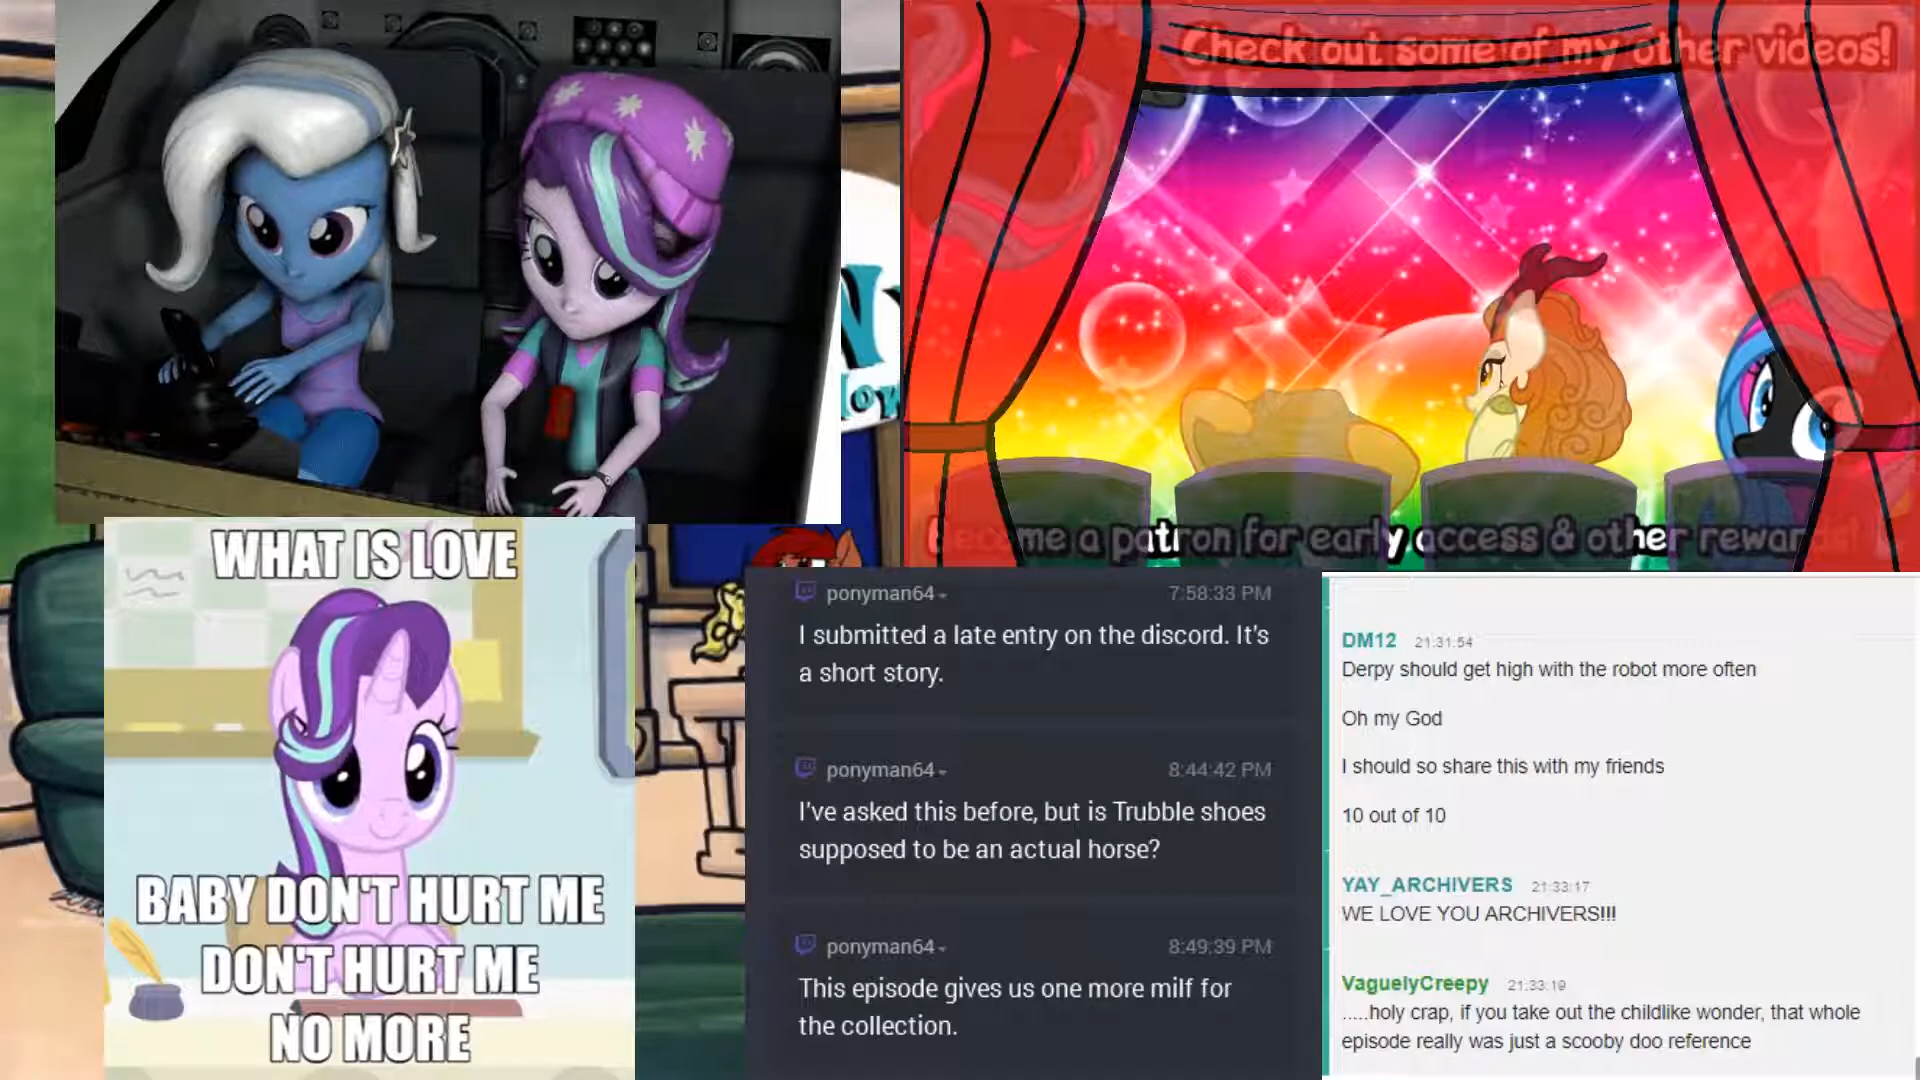 Check out some of my other videos!
become a patron for early access & other rewards!
WHAT IS LOVE
BABY DON'T HURT ME
DON'T HURT ME
NO MORE
ponyman64
7:58:33 PM
I submitted a late entry on the discord. It's
a short story.
ponyman64
8:44:42 PM
I've asked this before, but is Trubble shoes
supposed to be an actual horse?
ponyman64
8:49:39 PM
This episode gives us one more milf for
the collection.
DM12 21:31:54
Derpy should get high with the robot more often
Oh my God
I should so share this with my friends
10 out of 10
YAY_ARCHIVERS 21:33:17
WE LOVE YOU ARCHIVERS!!!
VaguelyCreepy 21:33:19
.....holy crap, if you take out the childlike wonder, that whole
episode really was just a scooby doo reference